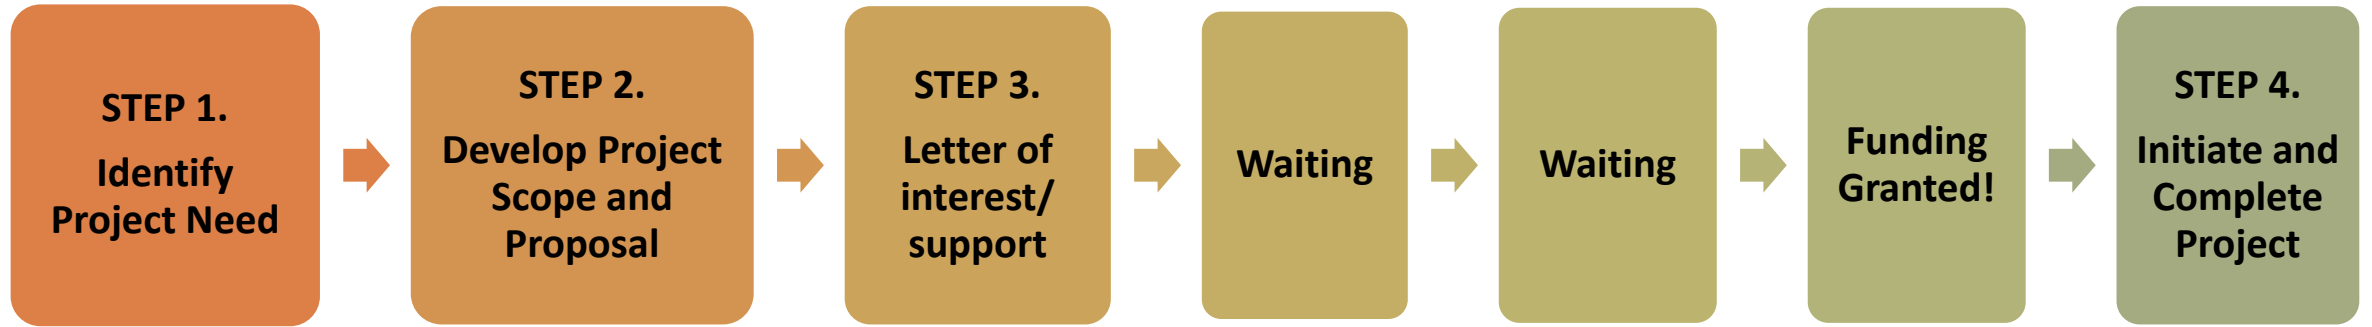 STEP 1.
Identify
Project Need
STEP 2.
Develop Project
Scope and
Proposal
STEP 3.
Letter of
interest/
support
Waiting
Waiting
Funding
Granted!
STEP 4.
Initiate and
Complete
Project